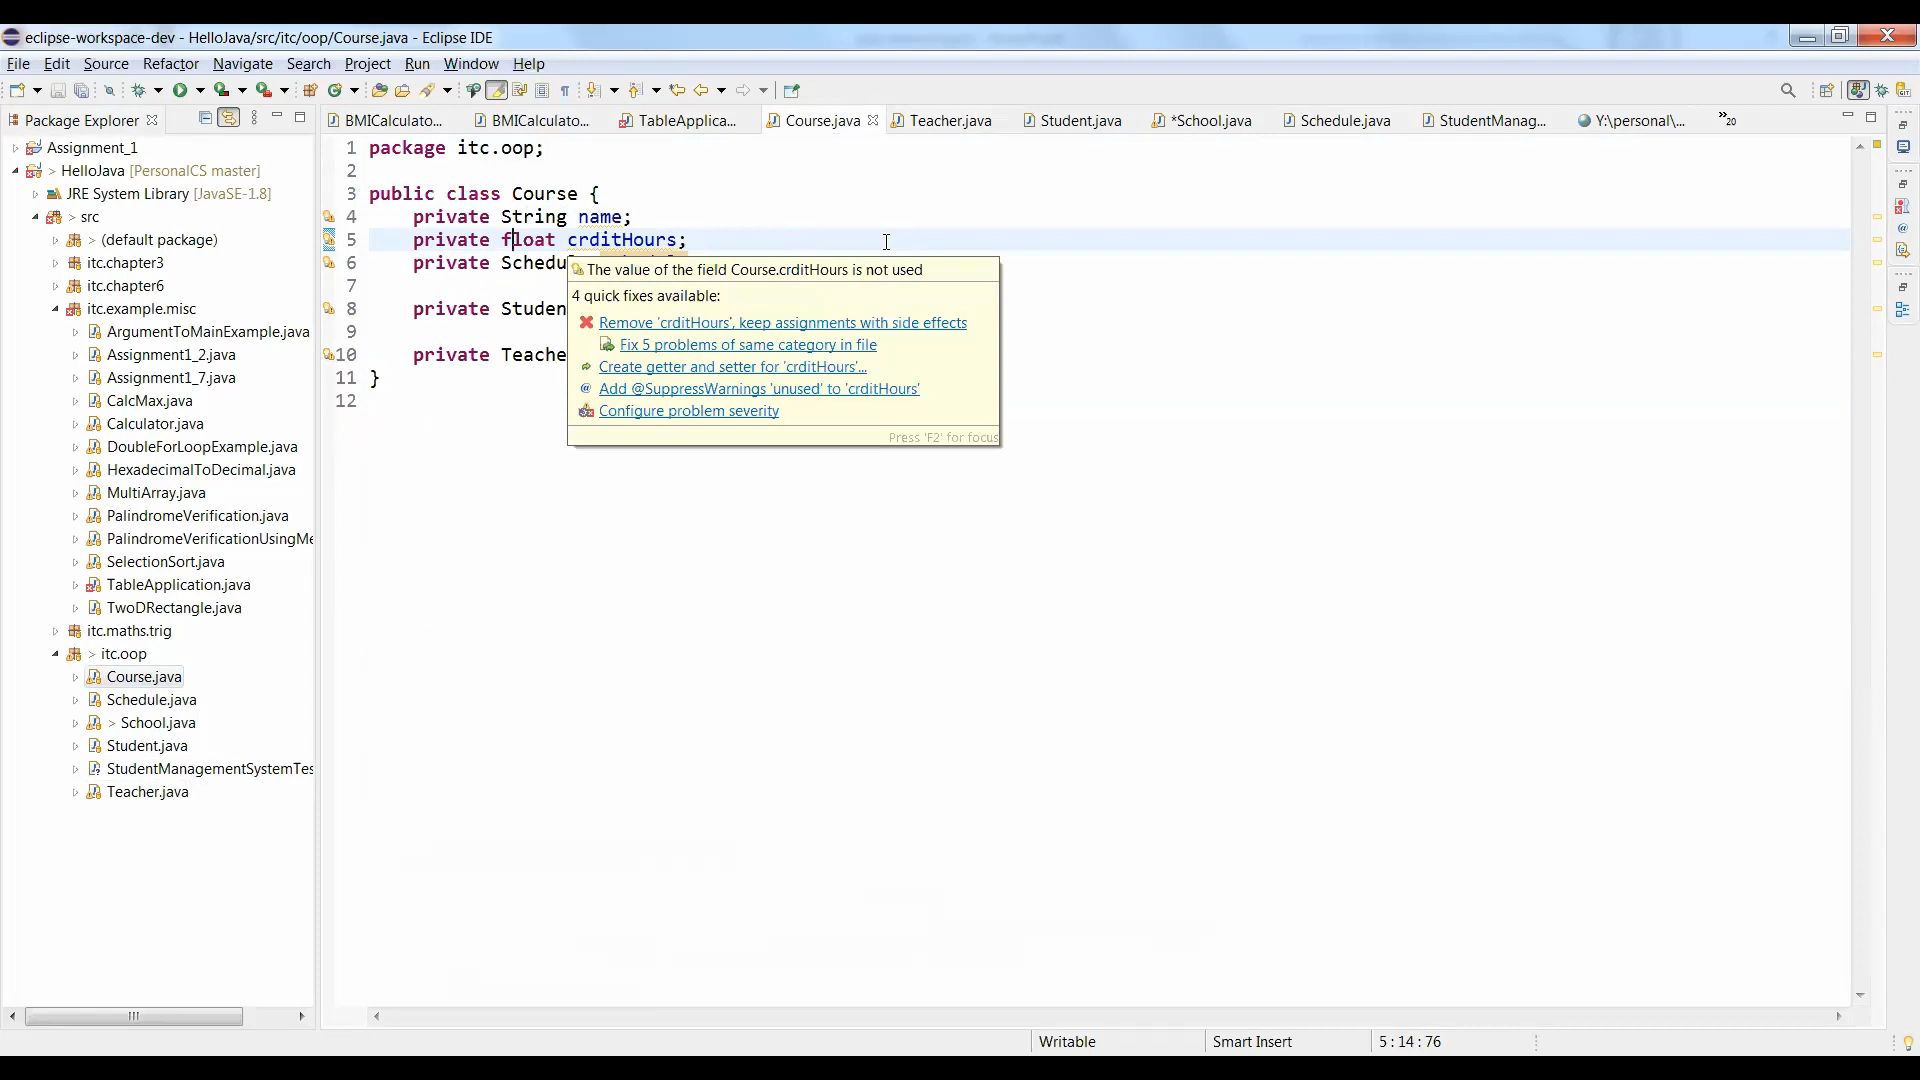 eclipse-workspace-dev - HelloJava/src/itc/oop/Course.java - Eclipse IDE
File Edit Source Refactor Navigate Search Project Run Window Help
Package Explorer
BMICalculato...
BMICalculato...
TableApplica...
Course.java
Teacher.java
Student.java
*School.java
Schedule.java
StudentManag...
Y:\personal\...
»20
Assignment_1
> HelloJava [PersonalCS master]
JRE System Library [JavaSE-1.8]
> src
> (default package)
itc.chapter3
itc.chapter6
itc.example.misc
ArgumentToMainExample.java
Assignment1_2.java
Assignment1_7.java
CalcMax.java
Calculator.java
DoubleForLoopExample.java
HexadecimalToDecimal.java
MultiArray.java
PalindromeVerification.java
PalindromeVerificationUsingMe
SelectionSort.java
TableApplication.java
TwoDRectangle.java
itc.maths.trig
> itc.oop
Course.java
Schedule.java
> School.java
Student.java
StudentManagementSystemTes
Teacher.java
1 package itc.oop;
2
3 public class Course {
4 private String name;
5 private float crditHours;
6 private Schedu
7
8 private Studen
9
10 private Teache
11 }
12
The value of the field Course.crditHours is not used
4 quick fixes available:
Remove 'crditHours', keep assignments with side effects
Fix 5 problems of same category in file
Create getter and setter for 'crditHours'...
@ Add @SuppressWarnings 'unused' to 'crditHours'
Configure problem severity
Press 'F2' for focus
Writable
Smart Insert
5 : 14 : 76